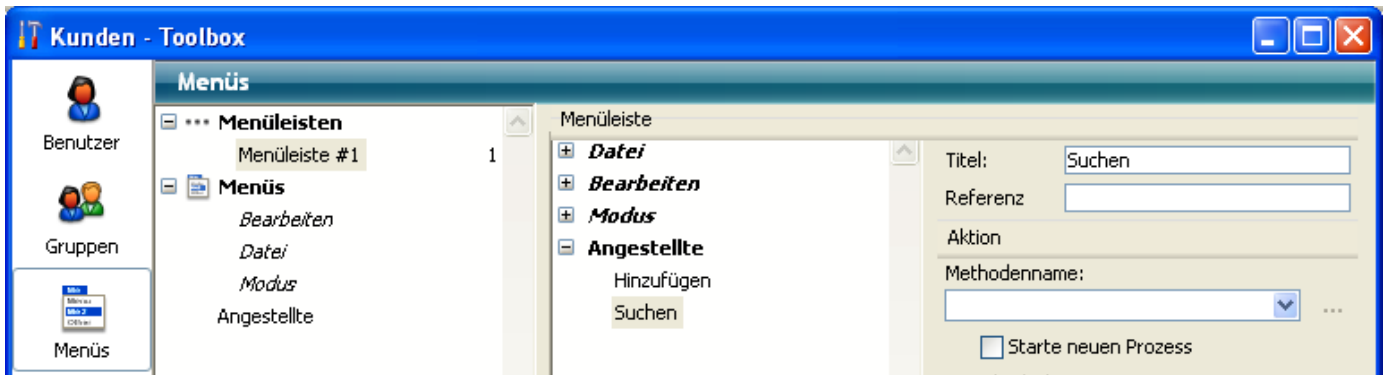 Kunden - Toolbox
Benutzer
Gruppen
Menüs
Menüs
Menüleisten
Menüleiste #1 1
Menüs
Bearbeiten
Datei
Modus
Angestellte
Menüleiste
Datei
Bearbeiten
Modus
Angestellte
Hinzufügen
Suchen
Titel: Suchen
Referenz
Aktion
Methodenname:
...
Starte neuen Prozess